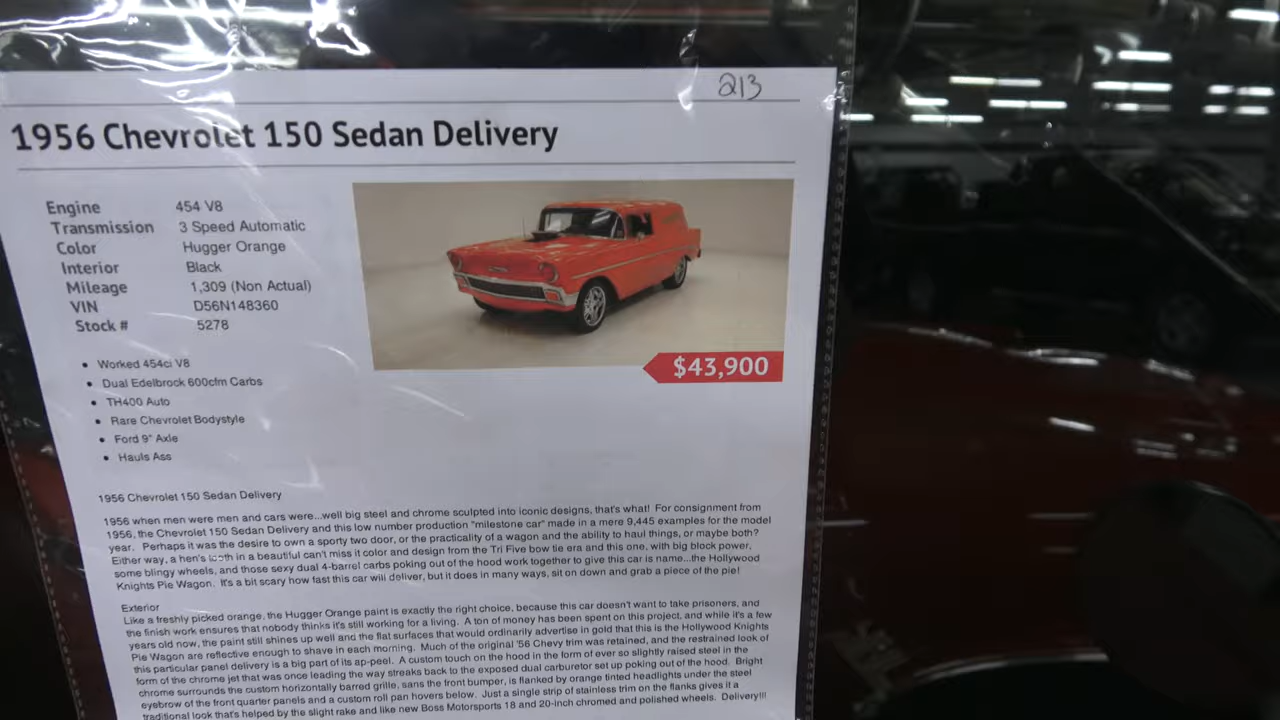 213
1956 Chevrolet 150 Sedan Delivery
Engine 454 V8
Transmission 3 Speed Automatic
Color Hugger Orange
Interior Black
Mileage 1,309 (Non Actual)
VIN D56N148360
Stock # 5278
$43,900
• Worked 454ci V8
• Dual Edelbrock 600cfm Carbs
• TH400 Auto
• Rare Chevrolet Bodystyle
• Ford 9" Axle
• Hauls Ass
1956 Chevrolet 150 Sedan Delivery
1956 when men were men and cars were...well big steel and chrome sculpted into iconic designs, that's what! For consignment from
1956, the Chevrolet 150 Sedan Delivery and this low number production "milestone car" made in a mere 9,445 examples for the model
year. Perhaps it was the desire to own a sporty two door, or the practicality of a wagon and the ability to haul things, or maybe both?
Either way, a hen's tooth in a beautiful can't miss it color and design from the Tri Five bow tie era and this one, with big block power,
some blingy wheels, and those sexy dual 4-barrel carbs poking out of the hood work together to give this car is name...the Hollywood
Knights Pie Wagon. It's a bit scary how fast this car will deliver, but it does in many ways, sit on down and grab a piece of the pie!
Exterior
Like a freshly picked orange, the Hugger Orange paint is exactly the right choice, because this car doesn't want to take prisoners, and
the finish work ensures that nobody thinks it's still working for a living. A ton of money has been spent on this project, and while it's a few
years old now, the paint still shines up well and the flat surfaces that would ordinarily advertise in gold that this is the Hollywood Knights
Pie Wagon are reflective enough to shave in each morning. Much of the original '56 Chevy trim was retained, and the restrained look of
this particular panel delivery is a big part of its ap-peel. A custom touch on the hood in the form of ever so slightly raised steel in the
form of the chrome jet that was once leading the way streaks back to the exposed dual carburetor set up poking out of the hood. Bright
chrome surrounds the custom horizontally barred grille, sans the front bumper, is flanked by orange tinted headlights under the steel
eyebrow of the front quarter panels and a custom roll pan hovers below. Just a single strip of stainless trim on the flanks gives it a
traditional look that's helped by the slight rake and like new Boss Motorsports 18 and 20-inch chromed and polished wheels. Delivery!!!